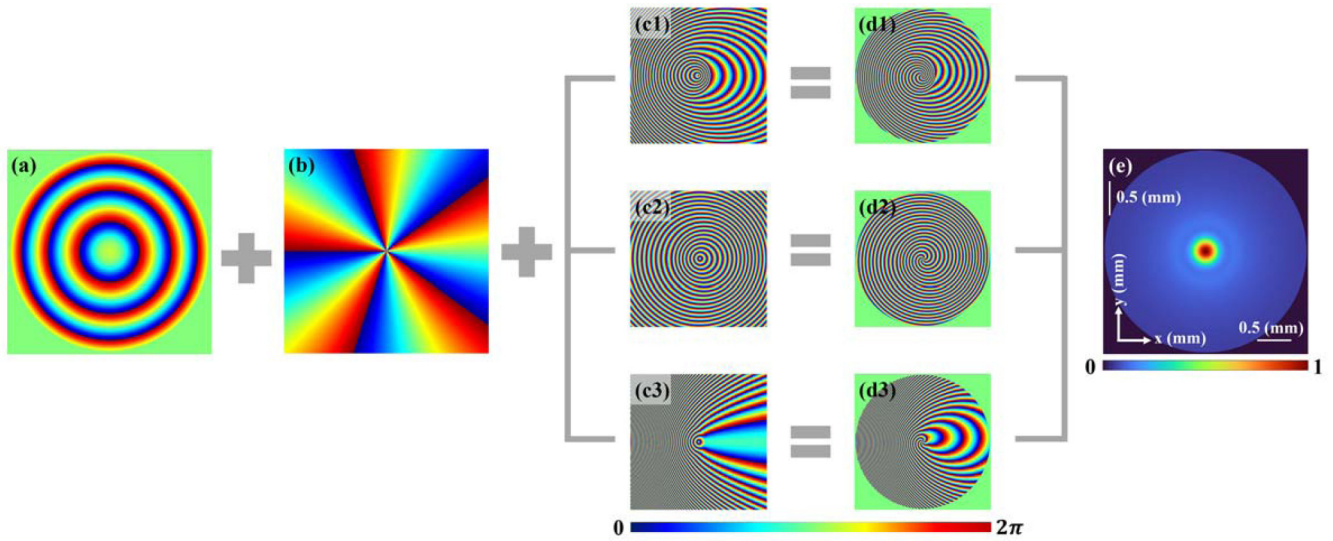 (a)
(b)
(c1)
(d1)
(c2)
(d2)
(c3)
(d3)
0
2π
(e)
0.5 (mm)
y (mm)
x (mm)
0.5 (mm)
0
1